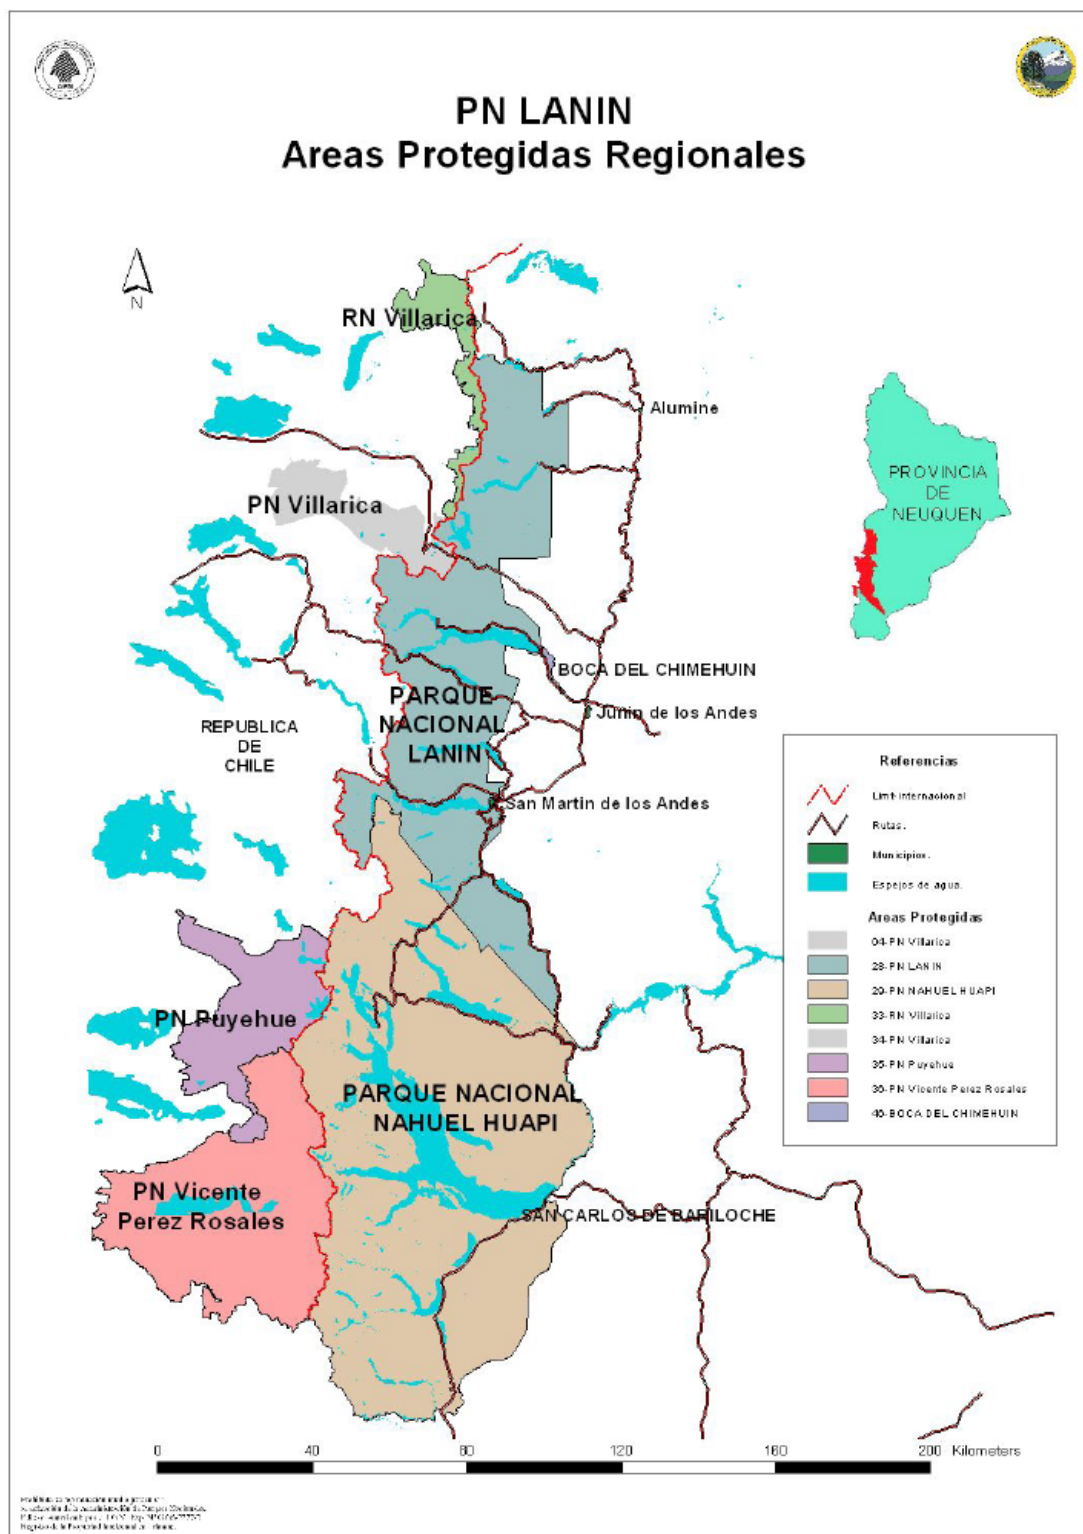 PN LANIN
Areas Protegidas Regionales
N
RN Villarica
Alumine
PROVINCIA
DE
NEUQUEN
PN Villarica
BOCA DEL CHIMEHUIN
PARQUE
NACIONAL
LANIN
Junin de los Andes
REPUBLICA
DE
CHILE
San Martin de los Andes
Referencias
Limit internacional
Rutas.
Municipios.
Espejos de agua.
Areas Protegidas
04-PN Villarica
28-PN LANIN
29-PN NAHUEL HUAPI
33-RN Villarica
34-PN Villarica
35-PN Puyehue
36-PN Vicente Perez Rosales
40-BOCA DEL CHIMEHUIN
PN Puyehue
PARQUE NACIONAL
NAHUEL HUAPI
PN Vicente
Perez Rosales
SAN CARLOS DE BARILOCHE
0 40 80 120 160 200 Kilometers